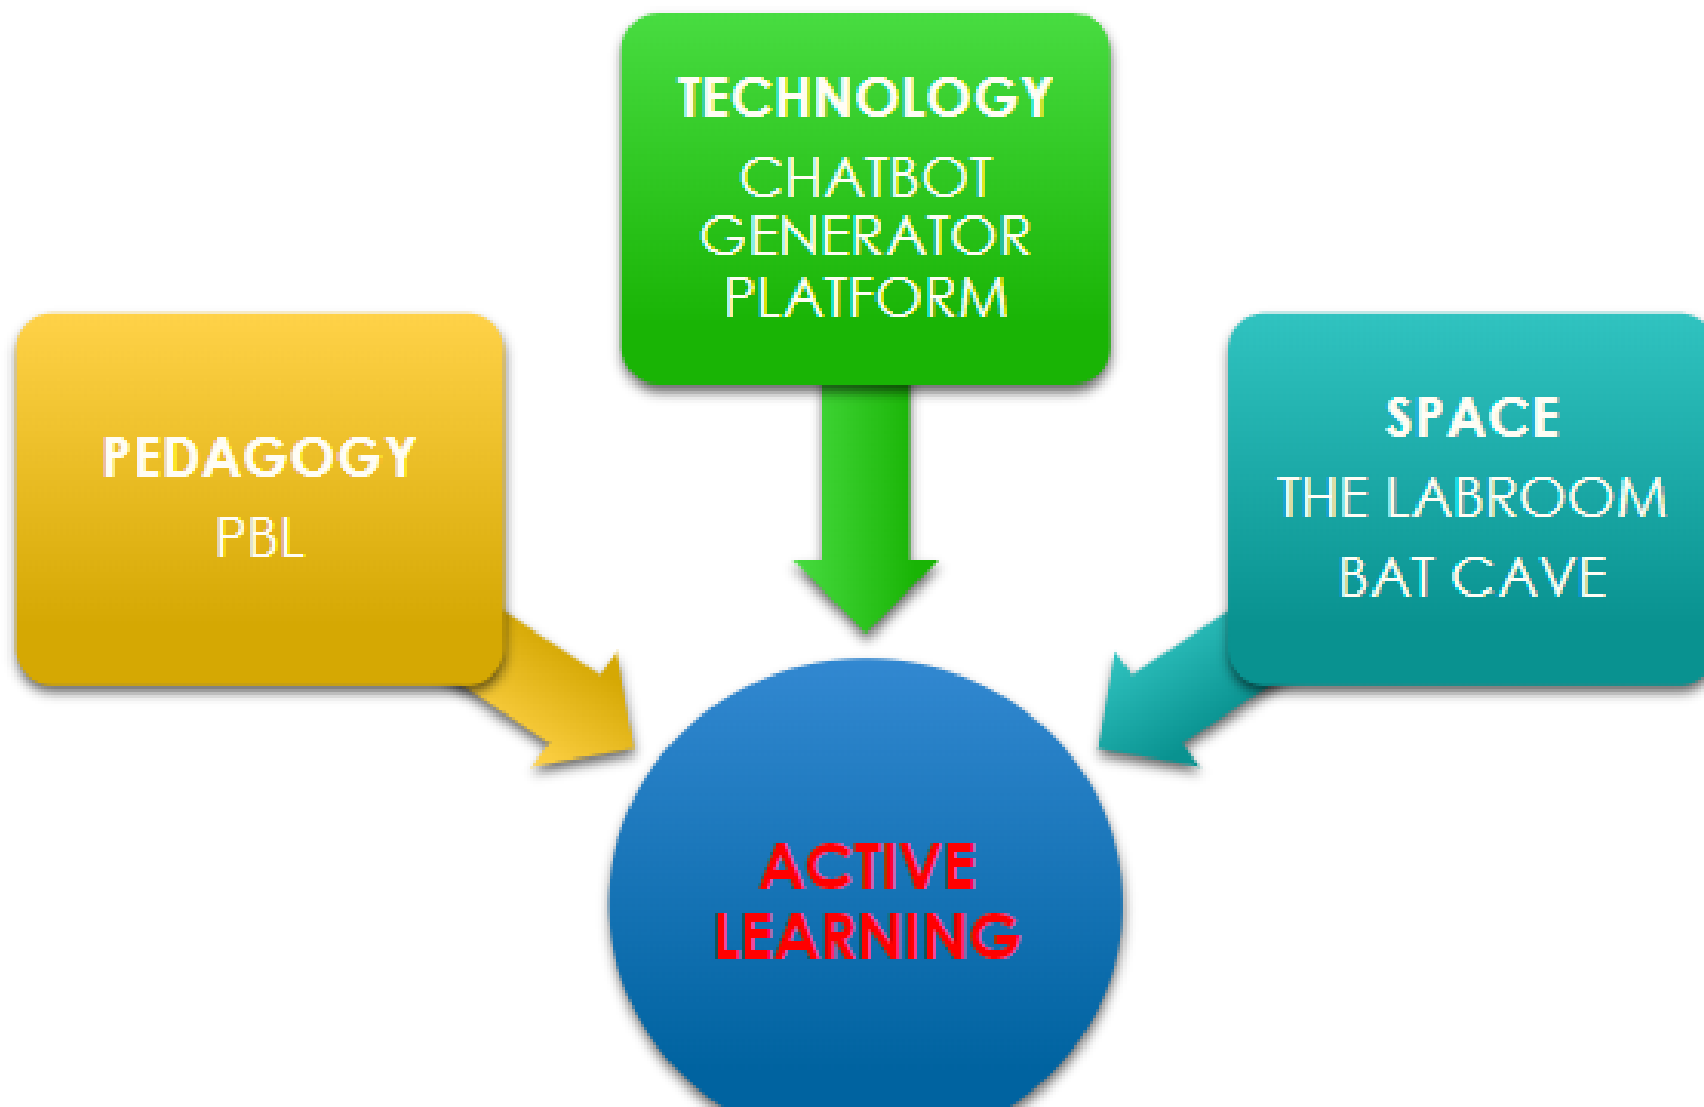 TECHNOLOGY
CHATBOT
GENERATOR
PLATFORM
PEDAGOGY
PBL
SPACE
THE LABROOM
BAT CAVE
ACTIVE
LEARNING